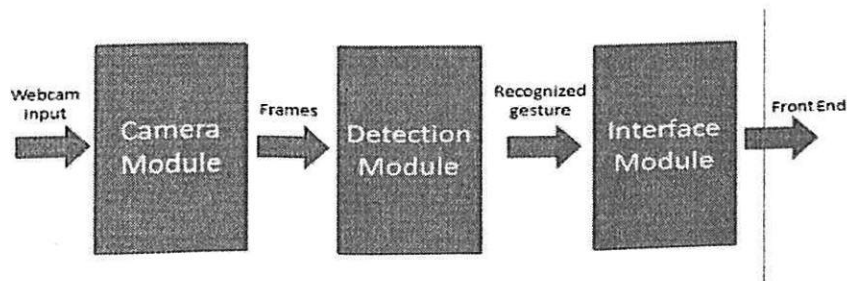 Webcam
input
Camera
Module
Frames
Detection
Module
Recognized
gesture
Interface
Module
Front End